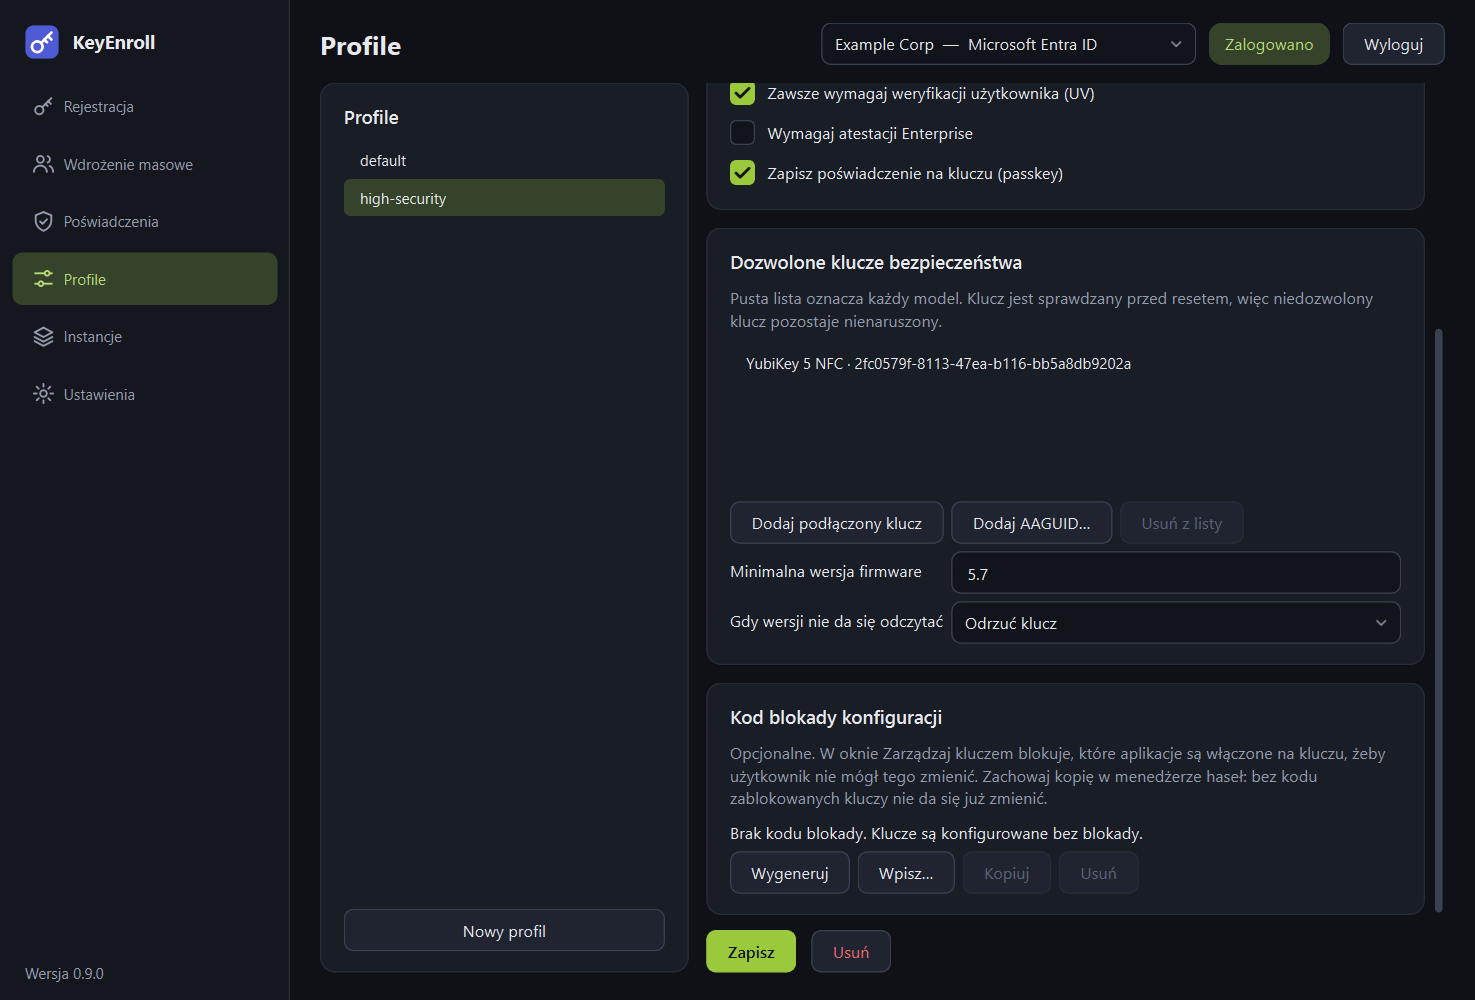 KeyEnroll
Rejestracja
Wdrożenie masowe
Poświadczenia
Profile
Instancje
Ustawienia
Wersja 0.9.0
Profile
Example Corp — Microsoft Entra ID
Zalogowano
Wyloguj
Profile
default
high-security
Nowy profil
Zawsze wymagaj weryfikacji użytkownika (UV)
Wymagaj atestacji Enterprise
Zapisz poświadczenie na kluczu (passkey)
Dozwolone klucze bezpieczeństwa
Pusta lista oznacza każdy model. Klucz jest sprawdzany przed resetem, więc niedozwolony
klucz pozostaje nienaruszony.
YubiKey 5 NFC · 2fc0579f-8113-47ea-b116-bb5a8db9202a
Dodaj podłączony klucz
Dodaj AAGUID...
Usuń z listy
Minimalna wersja firmware
5.7
Gdy wersji nie da się odczytać
Odrzuć klucz
Kod blokady konfiguracji
Opcjonalne. W oknie Zarządzaj kluczem blokuje, które aplikacje są włączone na kluczu, żeby
użytkownik nie mógł tego zmienić. Zachowaj kopię w menedżerze haseł: bez kodu
zablokowanych kluczy nie da się już zmienić.
Brak kodu blokady. Klucze są konfigurowane bez blokady.
Wygeneruj
Wpisz...
Kopiuj
Usuń
Zapisz
Usuń